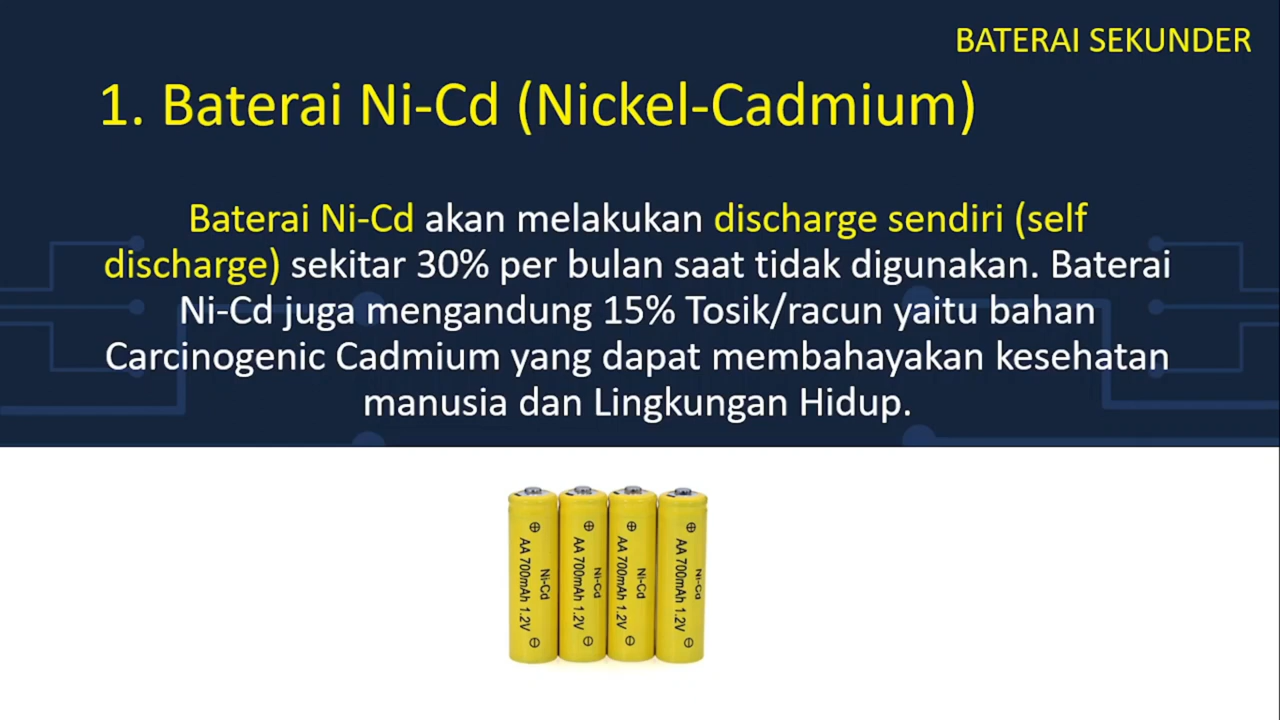 BATERAI SEKUNDER
1. Baterai Ni-Cd (Nickel-Cadmium)
Baterai Ni-Cd akan melakukan discharge sendiri (self
discharge) sekitar 30% per bulan saat tidak digunakan. Baterai
Ni-Cd juga mengandung 15% Tosik/racun yaitu bahan
Carcinogenic Cadmium yang dapat membahayakan kesehatan
manusia dan Lingkungan Hidup.
Ni-Cd
AA 700mAh 1.2V
Ni-Cd
AA 700mAh 1.2V
Ni-Cd
AA 700mAh 1.2V
Ni-Cd
AA 700mAh 1.2V